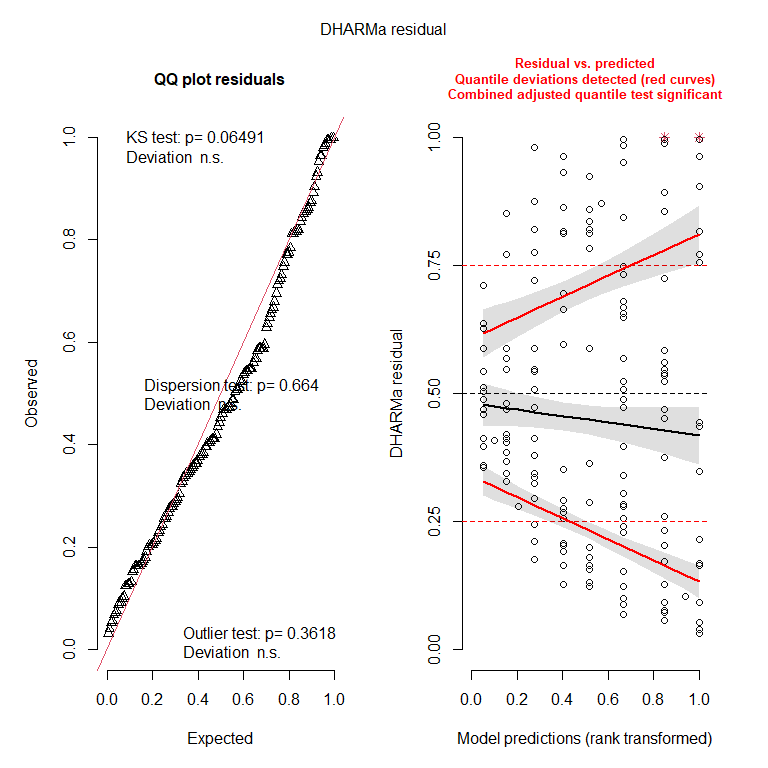 DHARMa residual
QQ plot residuals
KS test: p= 0.06491
Deviation n.s.
Dispersion test: p= 0.664
Deviation n.s.
Outlier test: p= 0.3618
Deviation n.s.
Observed
0.0 0.2 0.4 0.6 0.8 1.0
0.0 0.2 0.4 0.6 0.8 1.0
Expected
Residual vs. predicted
Quantile deviations detected (red curves)
Combined adjusted quantile test significant
DHARMa residual
0.00 0.25 0.50 0.75 1.00
0.0 0.2 0.4 0.6 0.8 1.0
Model predictions (rank transformed)